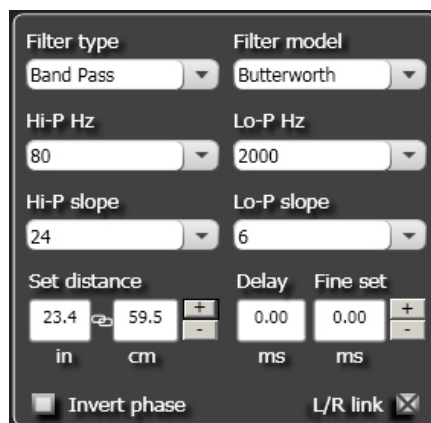 Filter type Filter model
Band Pass Butterworth
Hi-P Hz Lo-P Hz
80 2000
Hi-P slope Lo-P slope
24 6
Set distance Delay Fine set
23.4 59.5 + - 0.00 0.00 + -
in cm ms ms
Invert phase L/R link